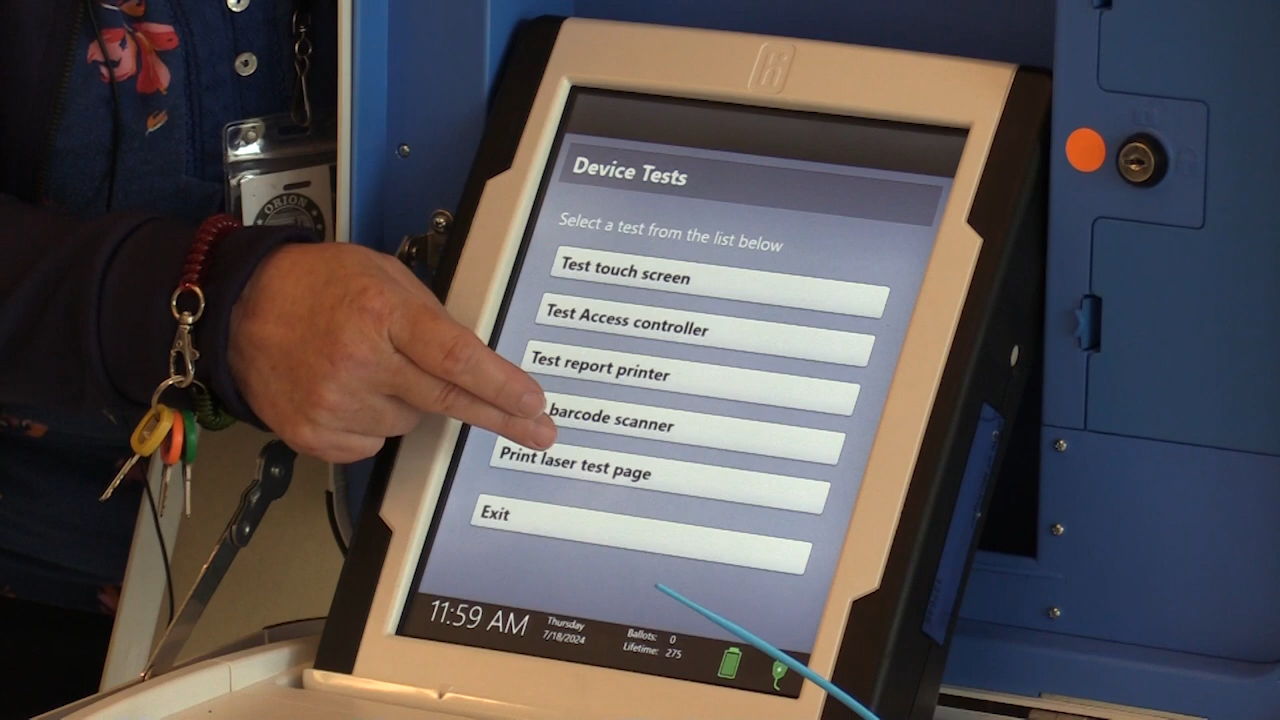 ORION
Device Tests
Select a test from the list below
Test touch screen
Test Access controller
Test report printer
barcode scanner
Print laser test page
Exit
11:59 AM
Thursday
7/18/2024
Ballots: 0
Lifetime: 275